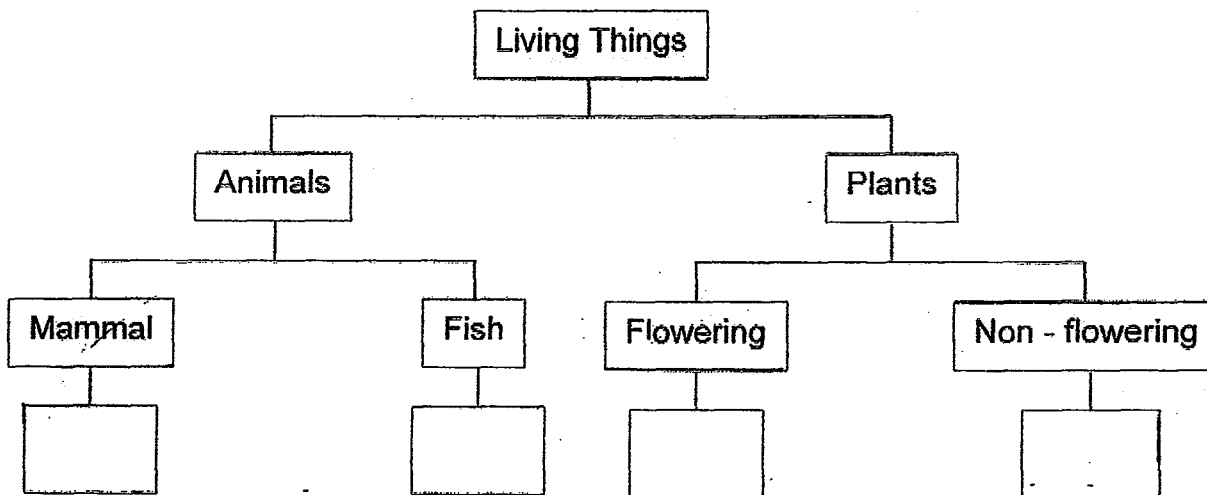 Living Things
Animals
Plants
Mammal
Fish
Flowering
Non - flowering